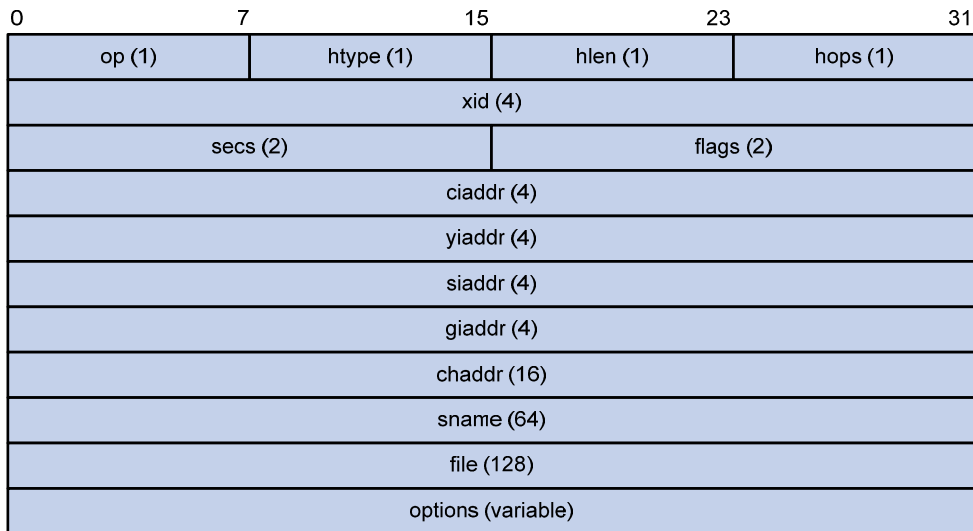 0 7 15 23 31
op (1) htype (1) hlen (1) hops (1)
xid (4)
secs (2) flags (2)
ciaddr (4)
yiaddr (4)
siaddr (4)
giaddr (4)
chaddr (16)
sname (64)
file (128)
options (variable)